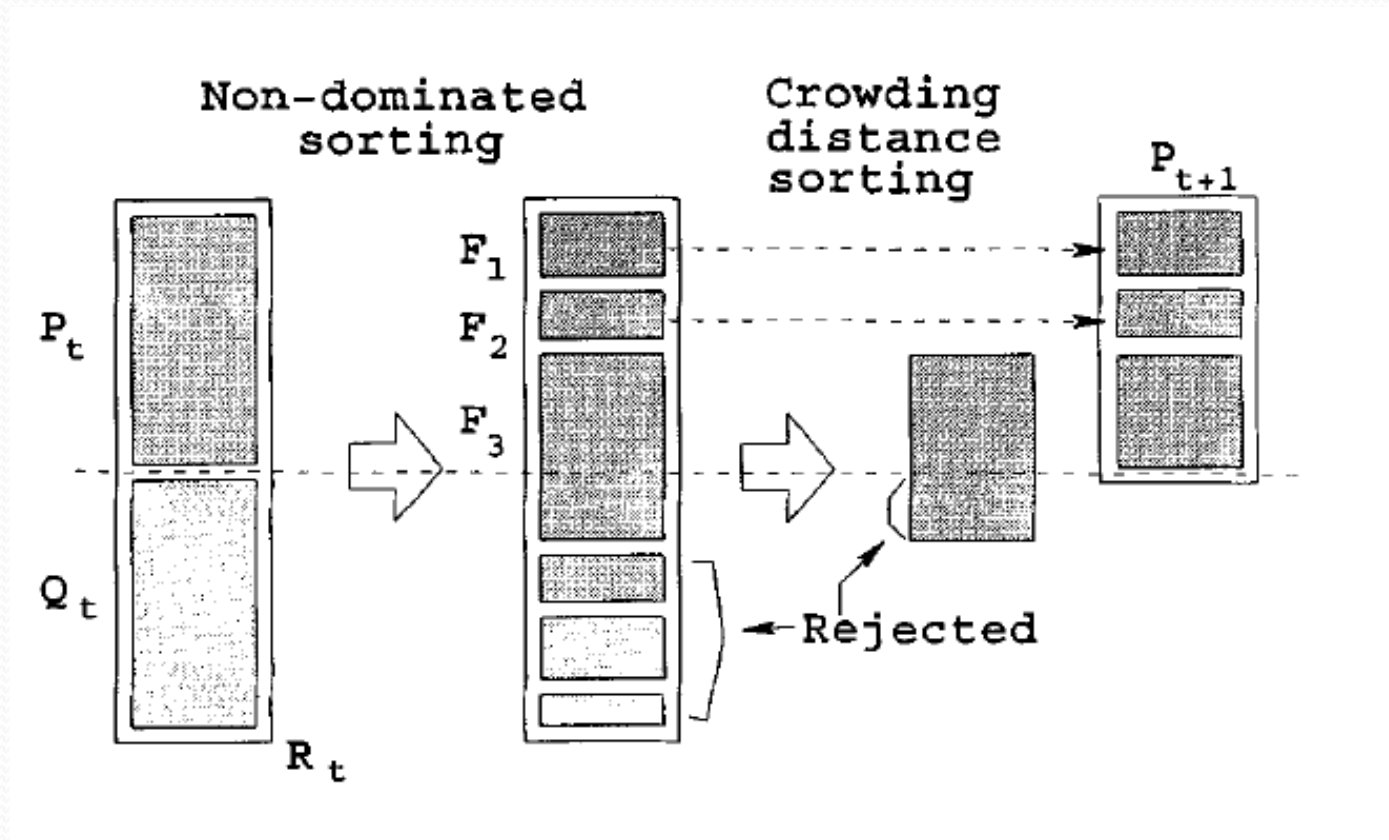 Non-dominated
sorting
Crowding
distance
sorting
P t+1
F 1
P t
F 2
F 3
Q t
Rejected
R t